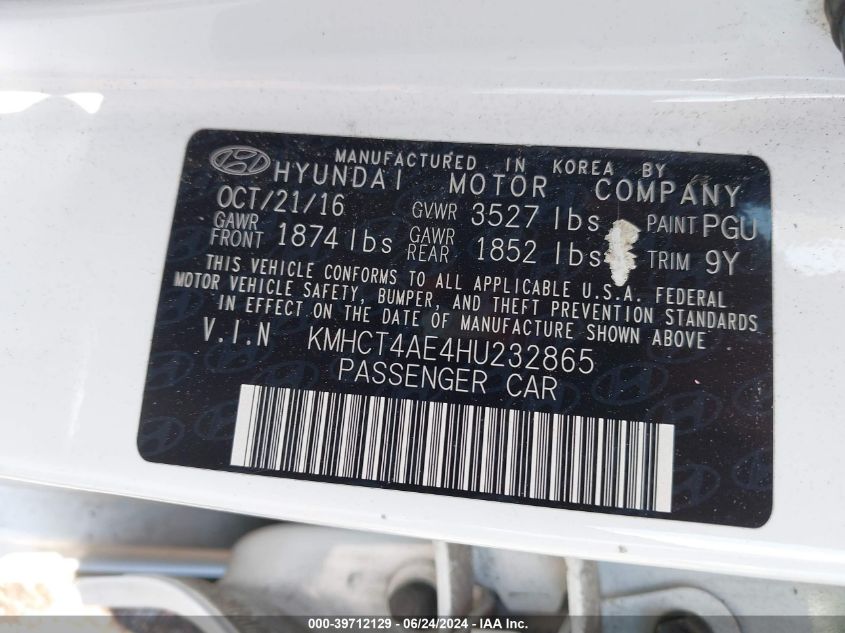 MANUFACTURED IN KOREA BY
HYUNDAI MOTOR COMPANY
OCT/21/16 GVWR 3527 lbs PAINT PGU
GAWR FRONT 1874 lbs GAWR REAR 1852 lbs TRIM 9Y
THIS VEHICLE CONFORMS TO ALL APPLICABLE U.S.A. FEDERAL
MOTOR VEHICLE SAFETY, BUMPER, AND THEFT PREVENTION STANDARDS
IN EFFECT ON THE DATE OF MANUFACTURE SHOWN ABOVE
V.I.N KMHCT4AE4HU232865
PASSENGER CAR
000-39712129 - 06/24/2024 - IAA Inc.